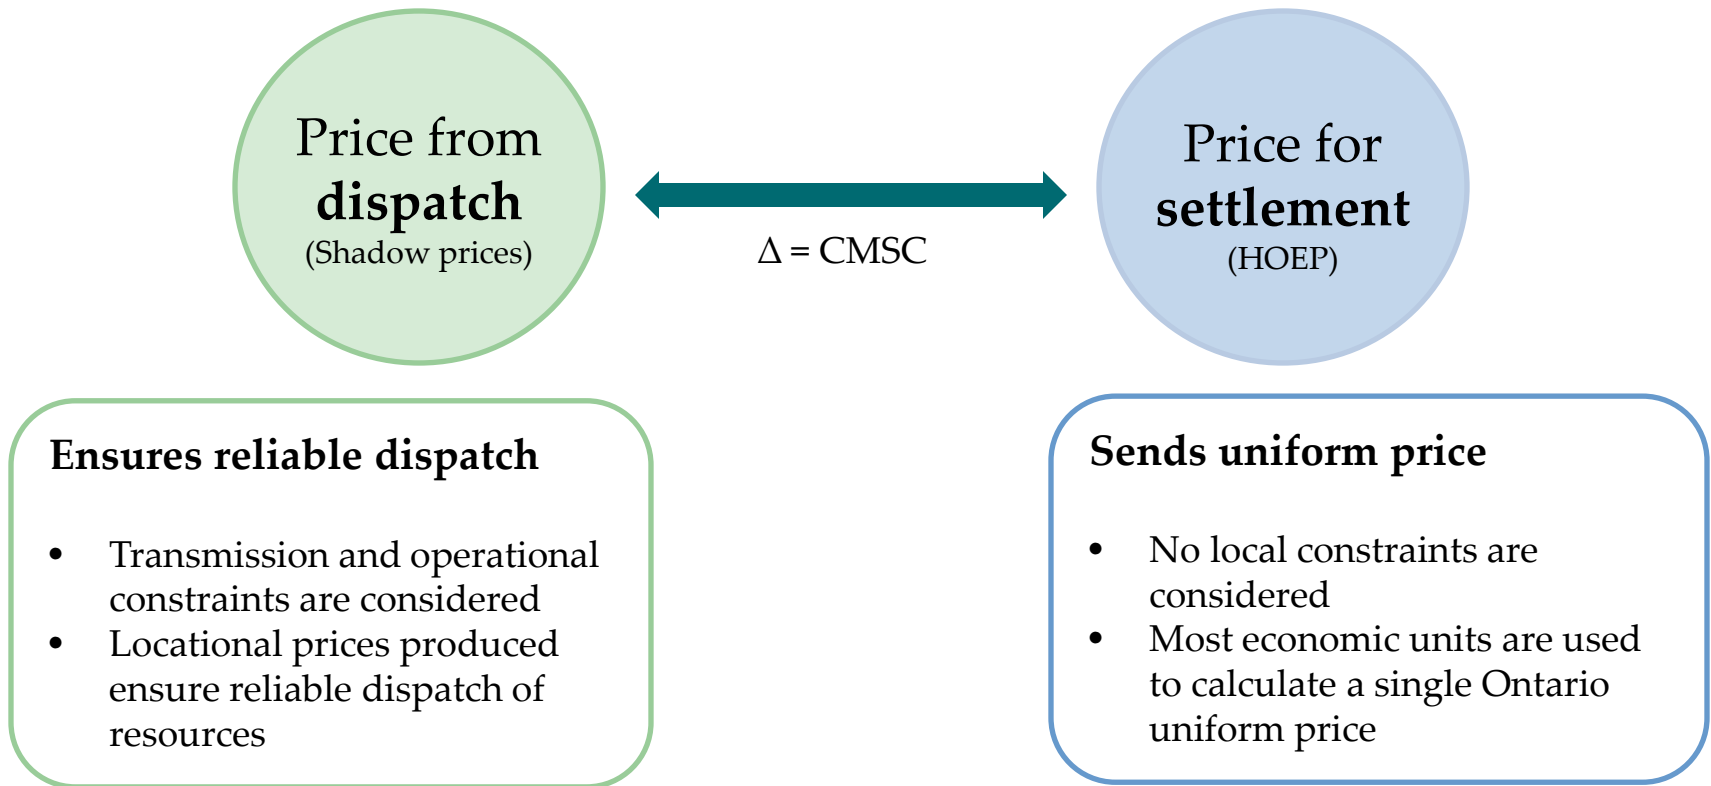 Price from
dispatch
(Shadow prices)
Δ = CMSC
Price for
settlement
(HOEP)
Ensures reliable dispatch
• Transmission and operational
constraints are considered
• Locational prices produced
ensure reliable dispatch of
resources
Sends uniform price
• No local constraints are
considered
• Most economic units are used
to calculate a single Ontario
uniform price